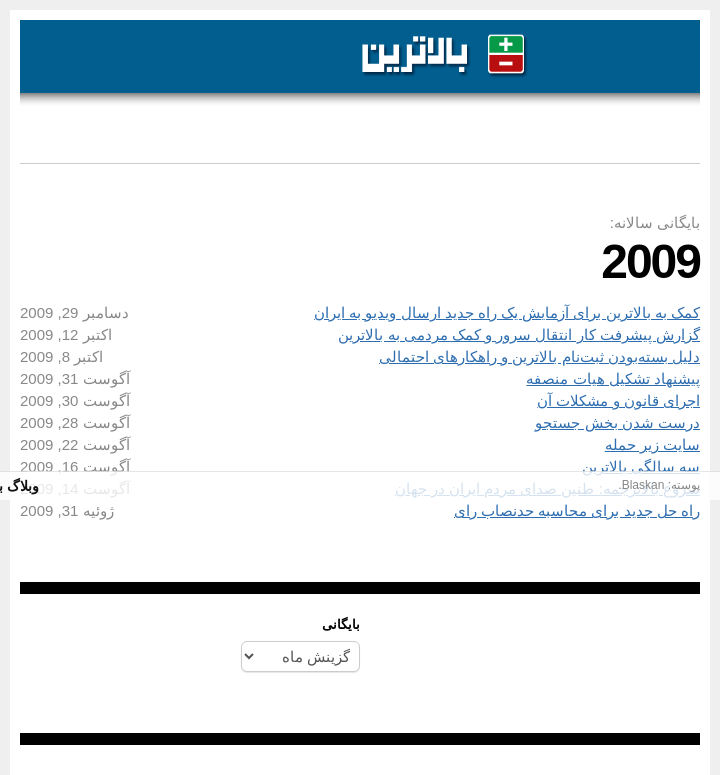 بالاترین
بایگانی سالانه:
2009
کمک به بالاترین برای آزمایش یک راه جدید ارسال ویدیو به ایران دسامبر 29, 2009
گزارش پیشرفت کار انتقال سرور و کمک مردمی به بالاترین اکتبر 12, 2009
دلیل بسته‌بودن ثبت‌نام بالاترین و راهکارهای احتمالی اکتبر 8, 2009
پیشنهاد تشکیل هیات منصفه آگوست 31, 2009
اجرای قانون و مشکلات آن آگوست 30, 2009
درست شدن بخش جستجو آگوست 28, 2009
سایت زیر حمله آگوست 22, 2009
سه سالگی بالاترین آگوست 16, 2009
شروع بالاترجمه: طنین صدای مردم ایران در جهان آگوست 14, 2009
پوسته: Blaskan. وبلاگ
راه حل جدید برای محاسبه حدنصاب رای ژوئیه 31, 2009
بایگانی
گزینش ماه